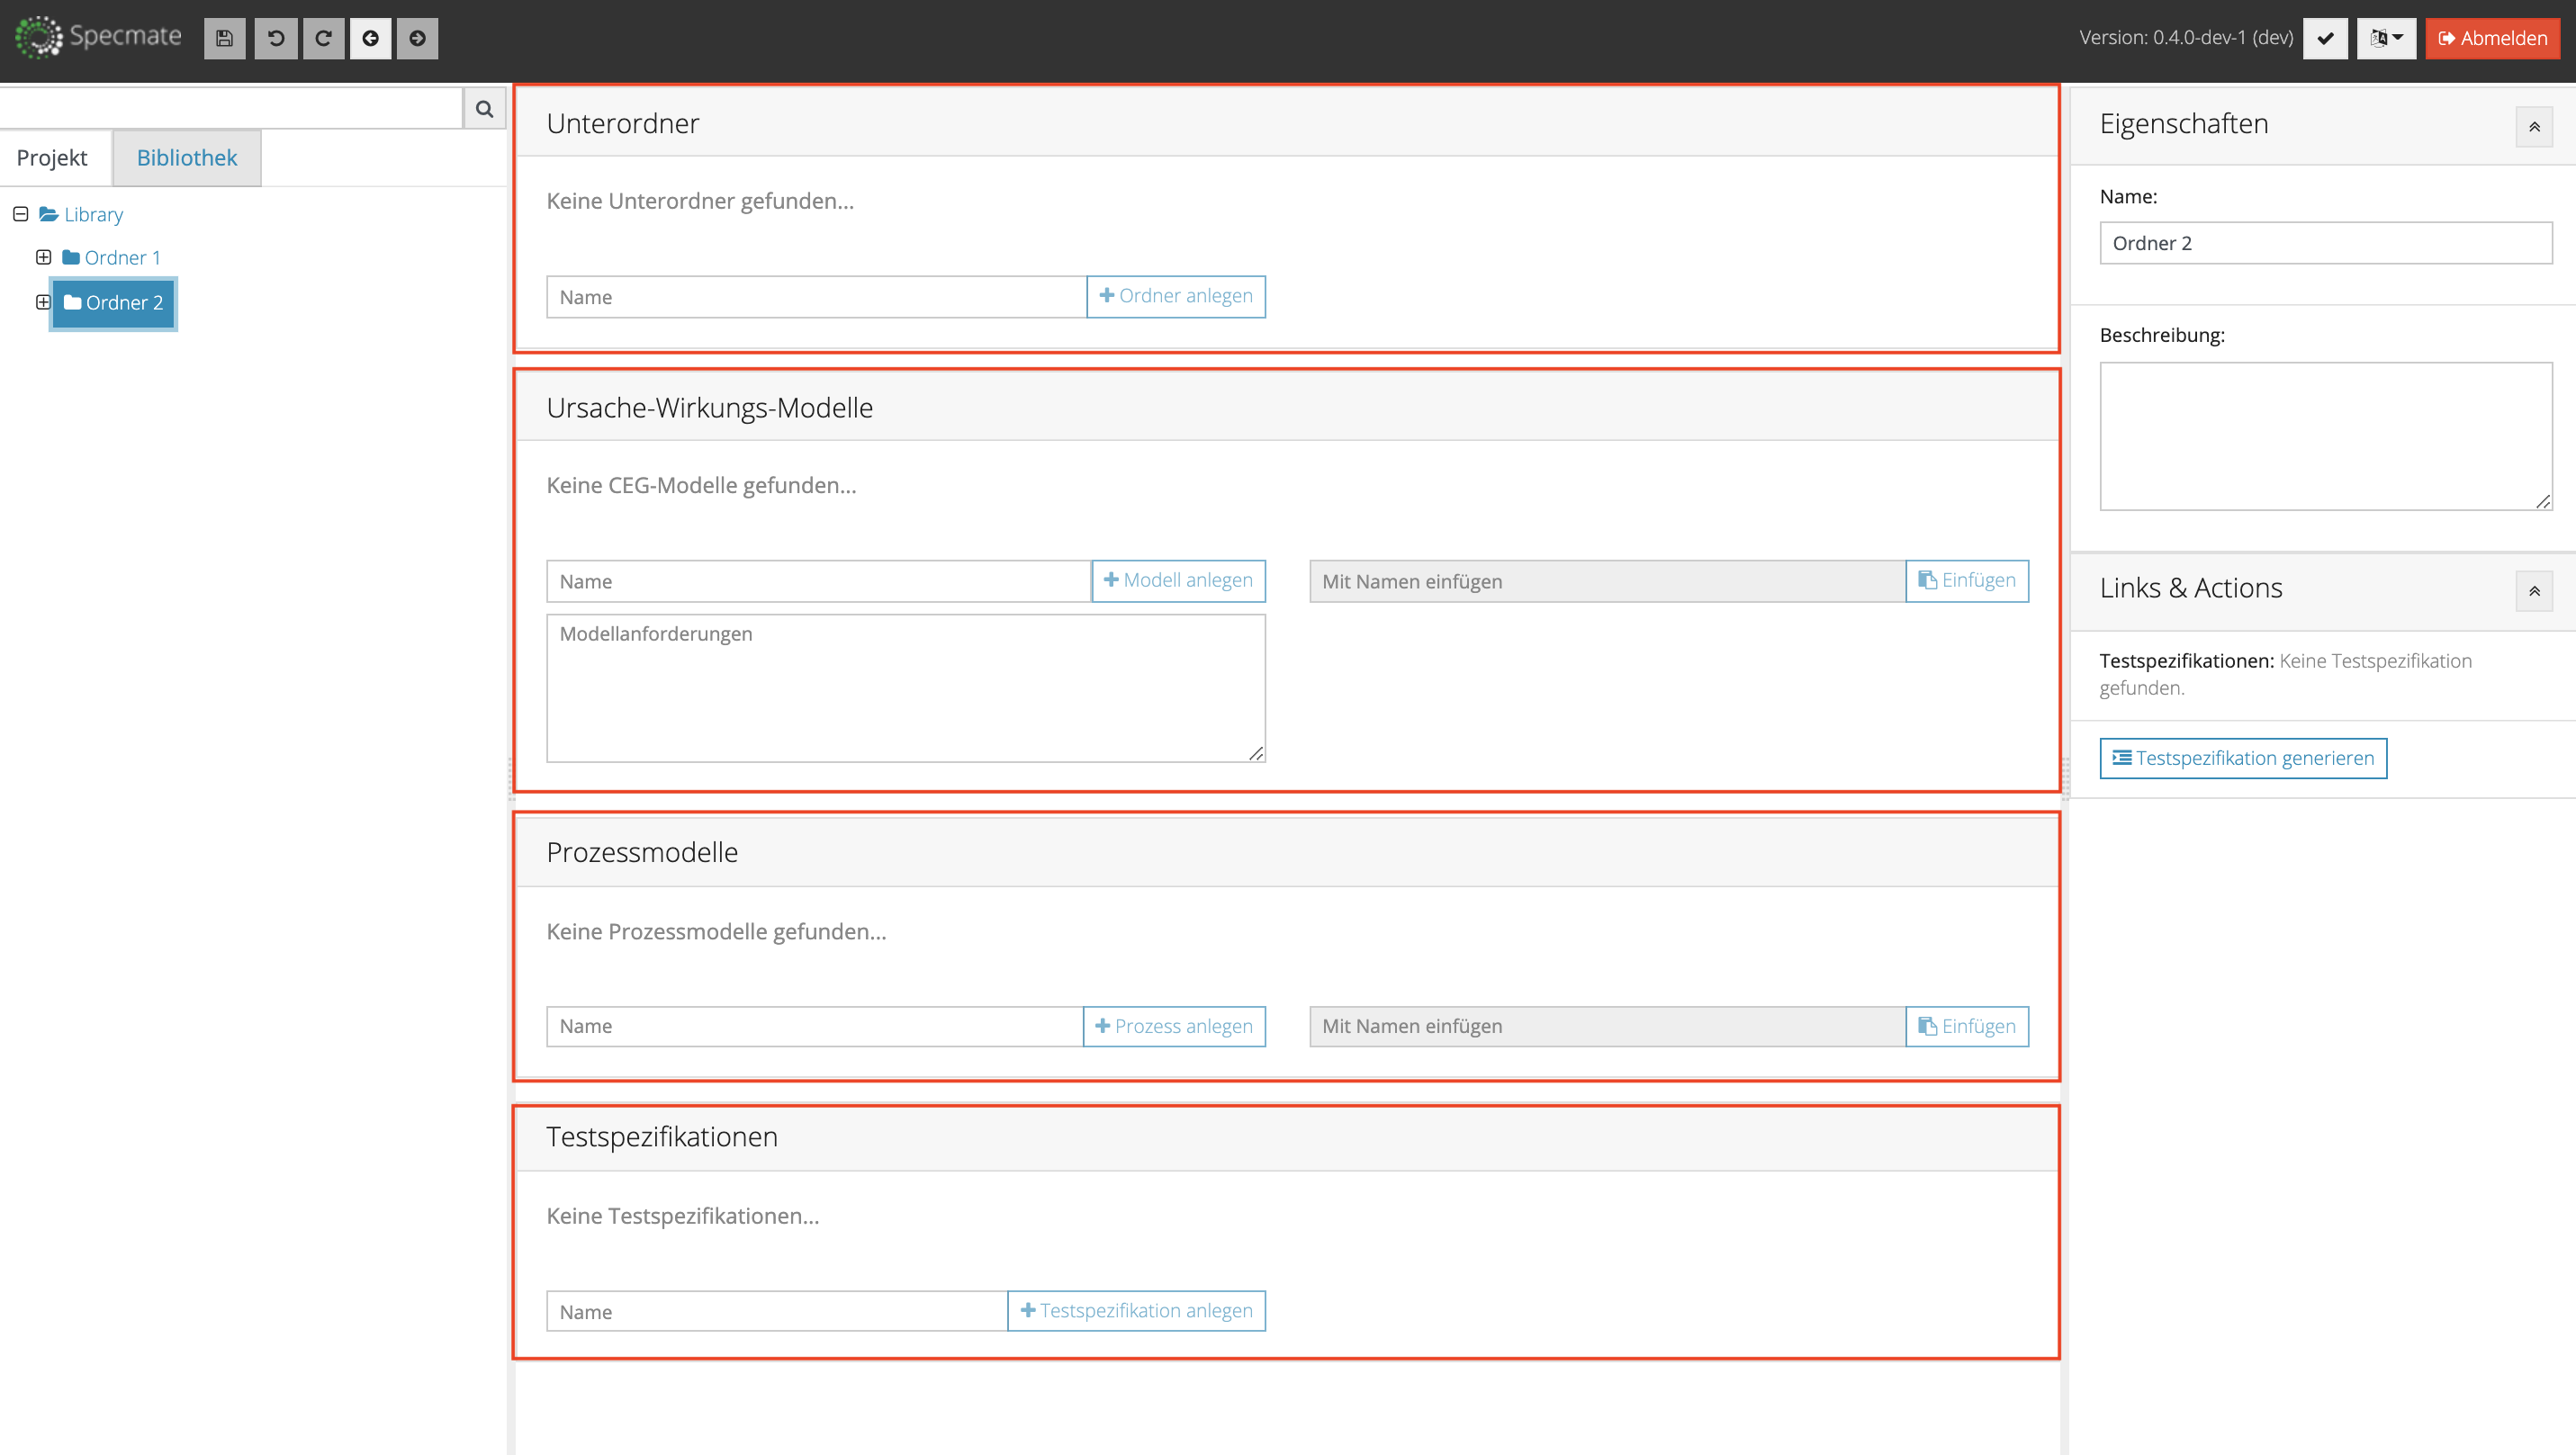 Specmate
Version: 0.4.0-dev-1 (dev)
Abmelden
Projekt
Bibliothek
Library
Ordner 1
Ordner 2
Unterordner
Keine Unterordner gefunden...
Name
Ordner anlegen
Ursache-Wirkungs-Modelle
Keine CEG-Modelle gefunden...
Name
Modell anlegen
Mit Namen einfügen
Einfügen
Modellanforderungen
Prozessmodelle
Keine Prozessmodelle gefunden...
Name
Prozess anlegen
Mit Namen einfügen
Einfügen
Testspezifikationen
Keine Testspezifikationen...
Name
Testspezifikation anlegen
Eigenschaften
Name:
Ordner 2
Beschreibung:
Links & Actions
Testspezifikationen: Keine Testspezifikation
gefunden.
Testspezifikation generieren